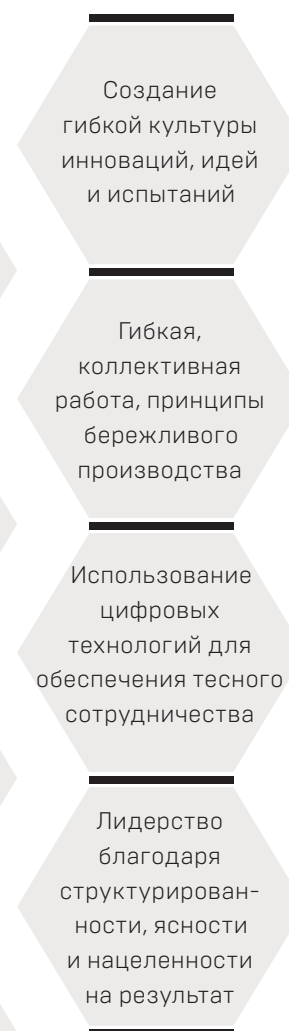 Создание
гибкой культуры
инноваций, идей
и испытаний
Гибкая,
коллективная
работа, принципы
бережливого
производства
Использование
цифровых
технологий для
обеспечения тесного
сотрудничества
Лидерство
благодаря
структурирован-
ности, ясности
и нацеленности
на результат